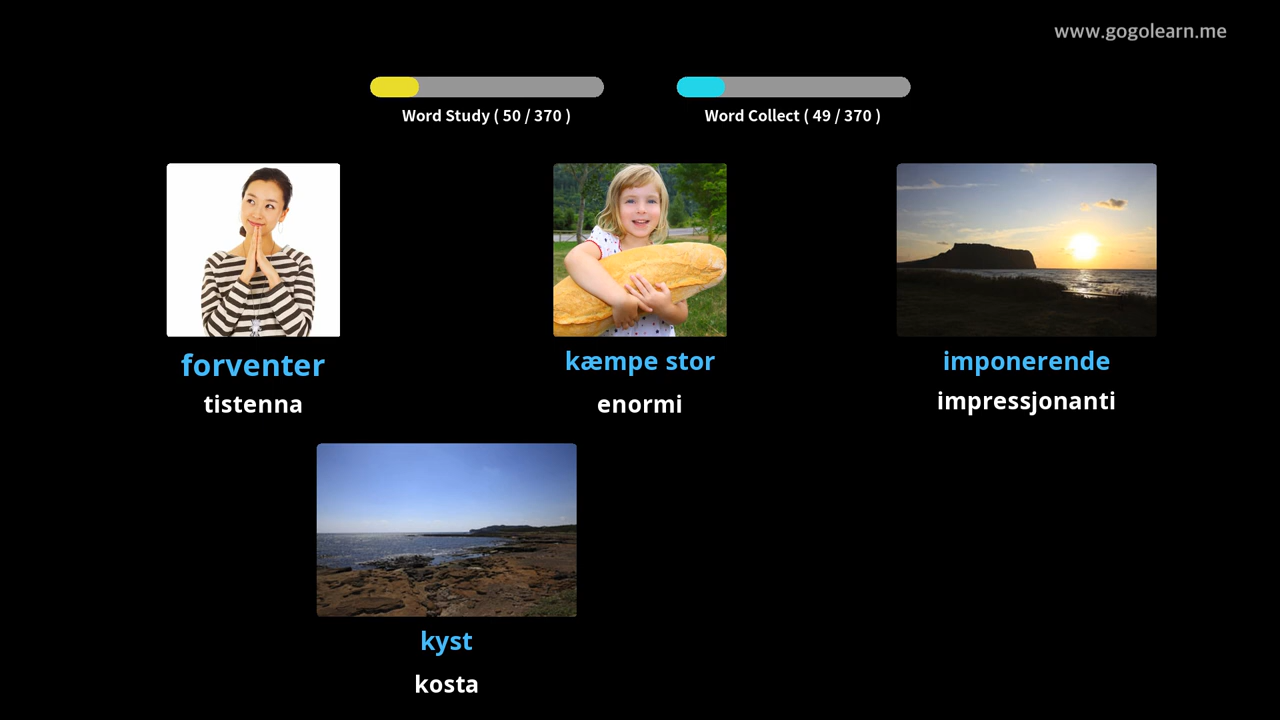 www.gogolearn.me
Word Study ( 50 / 370 )
Word Collect ( 49 / 370 )
forventer
tistenna
kæmpe stor
enormi
imponerende
impressjonanti
kyst
kosta